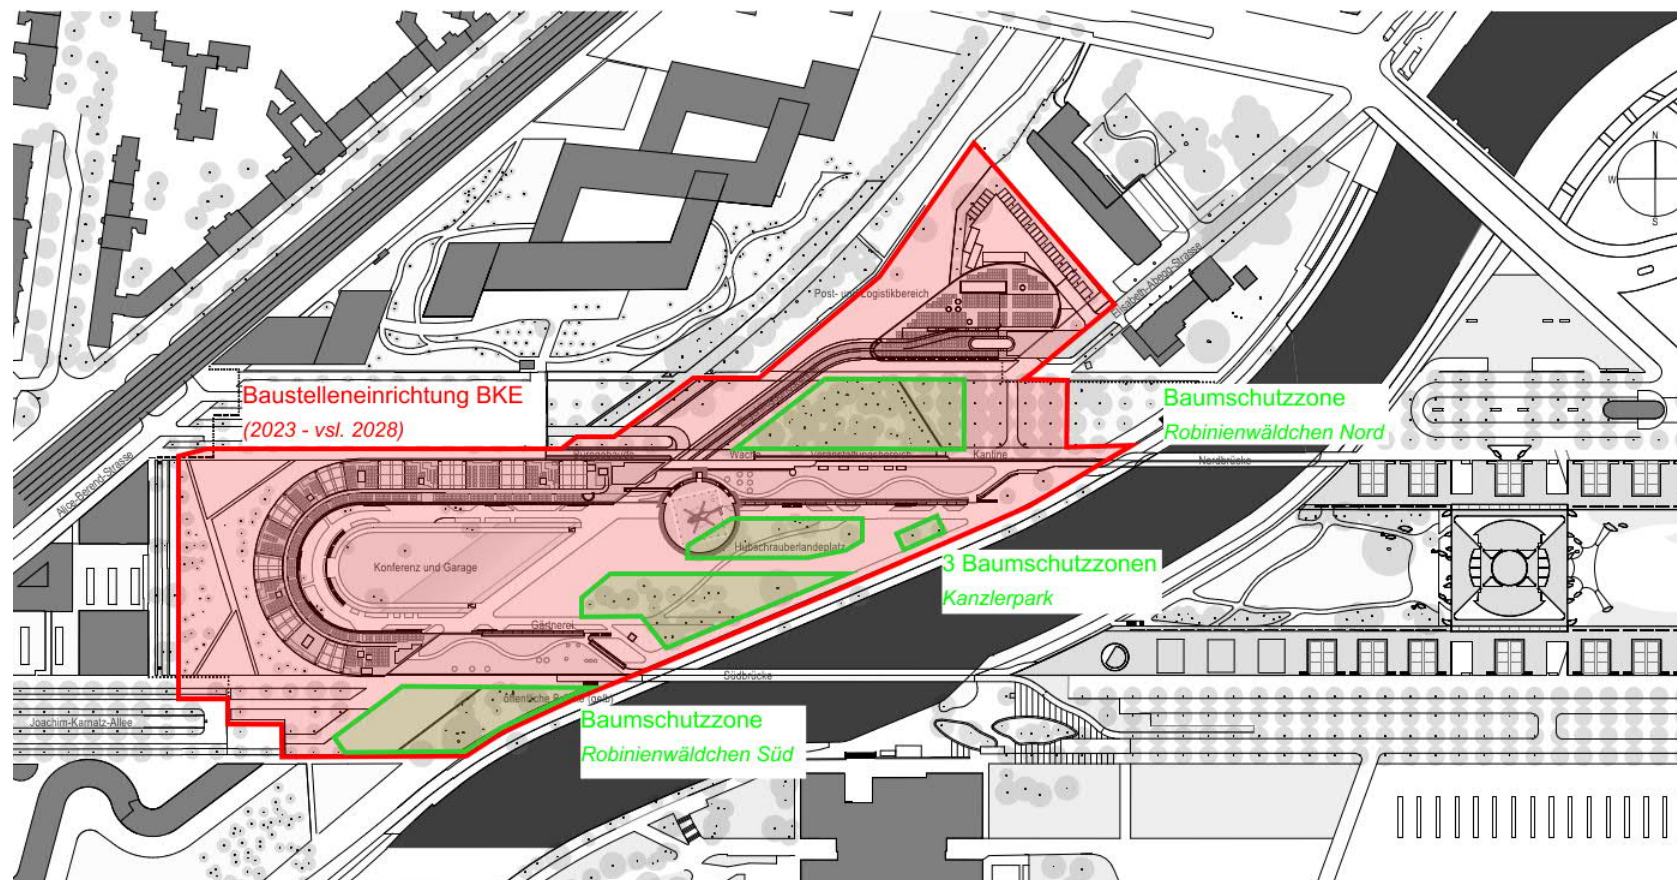 N
W
S
Elisabeth-Abegg-Strasse
Post- und Logistikbereich
Baustelleneinrichtung BKE
(2023 - vsl. 2028)
Baumschutzzone
Robinienwäldchen Nord
Wache
Veranstaltungsbereich
Kantine
Nordbrücke
Alice-Berend-Strasse
Hubschrauberlandeplatz
Konferenz und Garage
3 Baumschutzzonen
Kanzlerpark
Gärtnerei
Südbrücke
Joachim-Karnatz-Allee
Baumschutzzone
Robinienwäldchen Süd